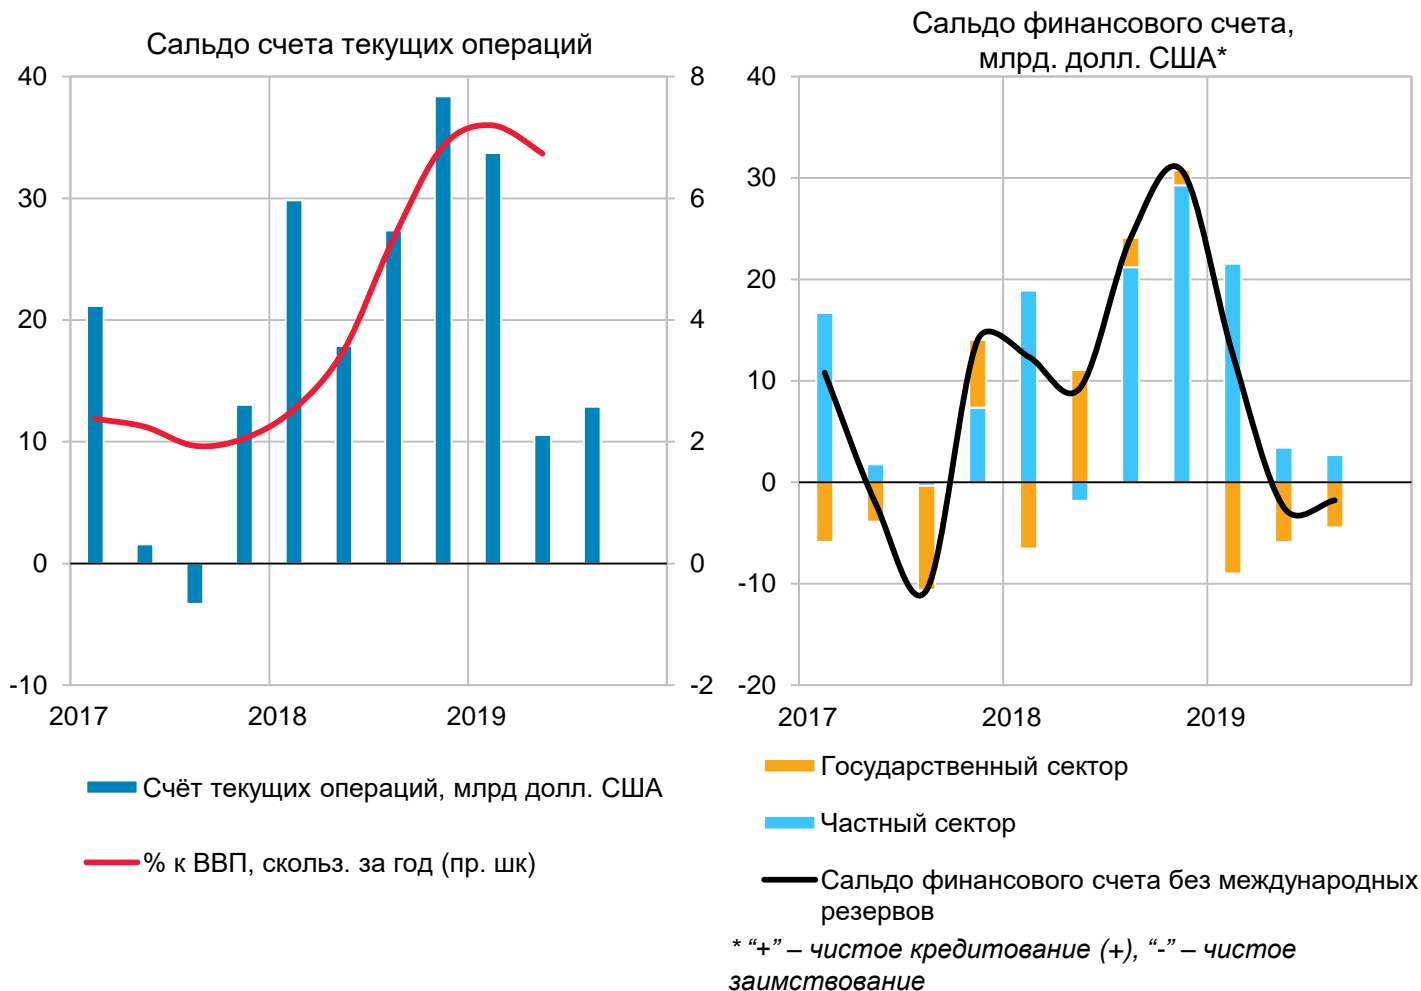 Сальдо счета текущих операций
40
30
20
10
0
-10
8
6
4
2
0
-2
2017
2018
2019
Счёт текущих операций, млрд долл. США
% к ВВП, скольз. за год (пр. шк)
Сальдо финансового счета,
млрд. долл. США*
40
30
20
10
0
-10
-20
2017
2018
2019
Государственный сектор
Частный сектор
Сальдо финансового счета без международных
резервов
* “+” – чистое кредитование (+), “-” – чистое
заимствование